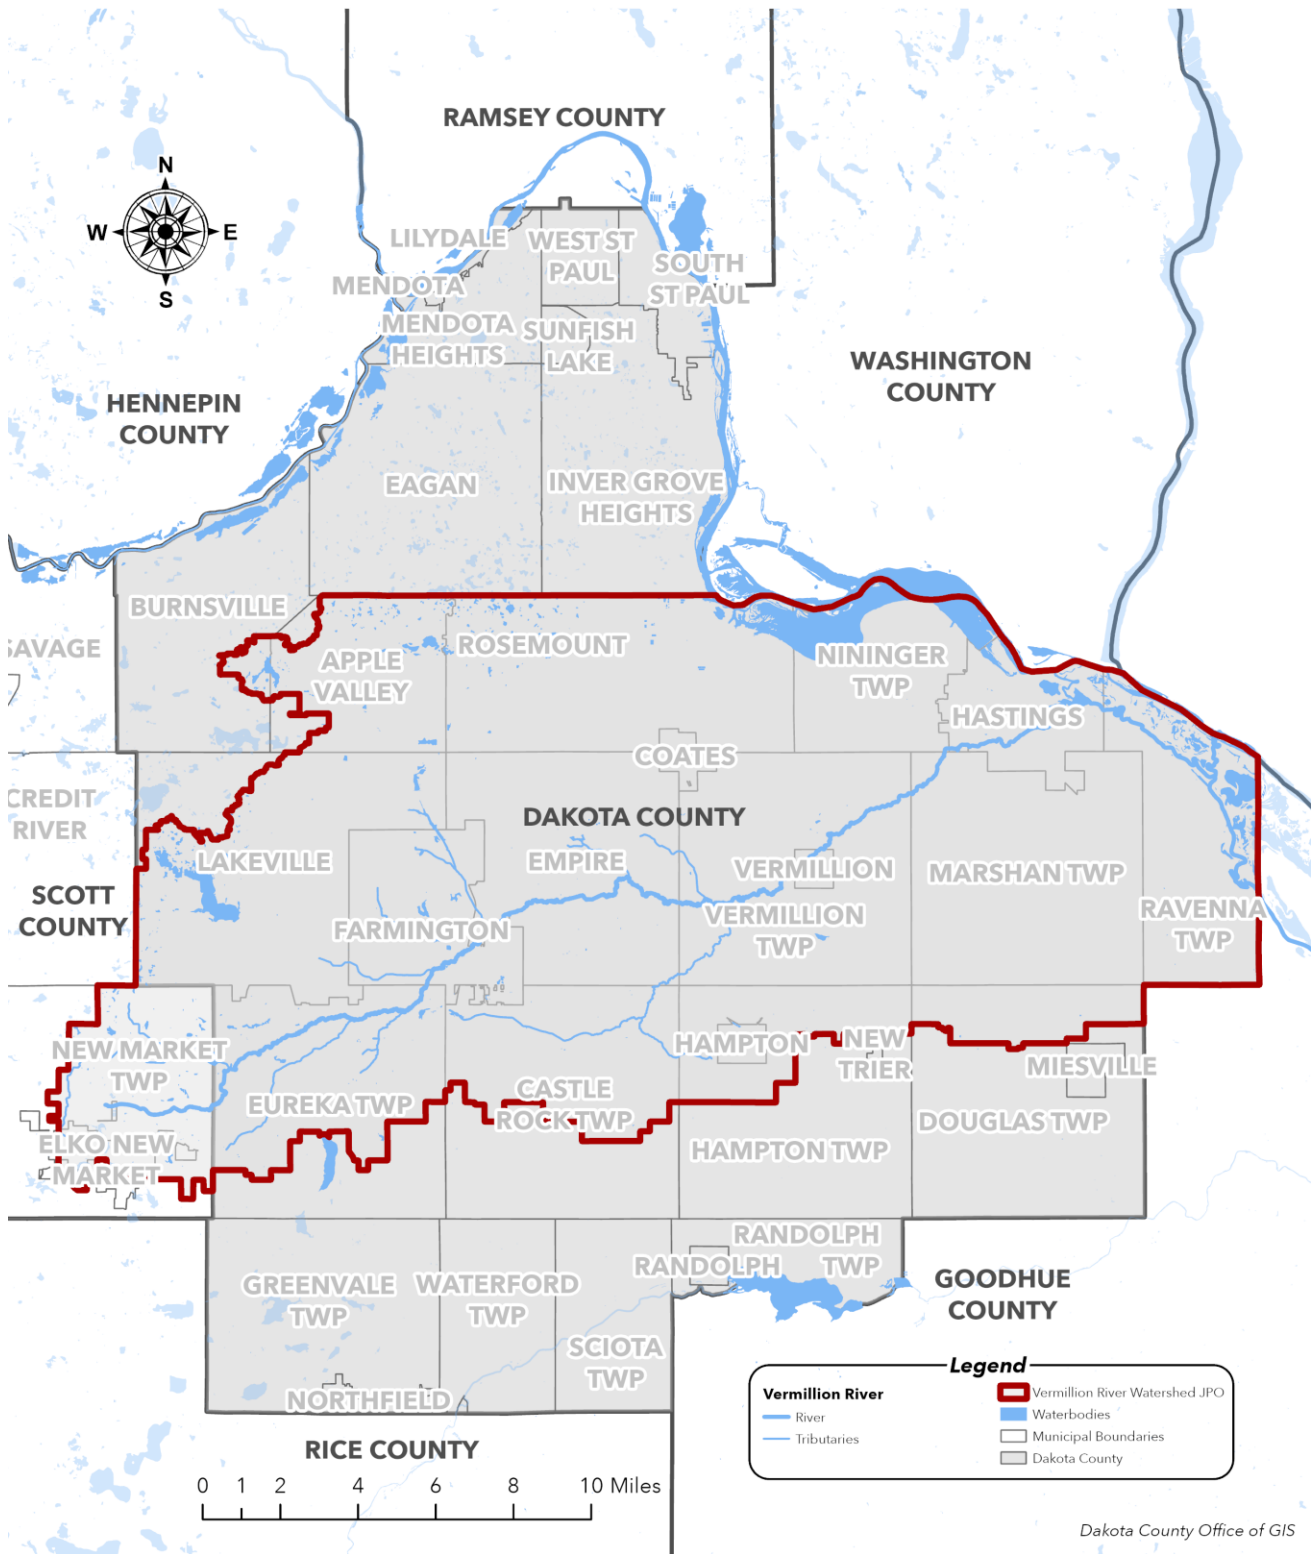 RAMSEY COUNTY
N
W
E
S
LILYDALE
WEST ST
PAUL
SOUTH
ST PAUL
MENDOTA
MENDOTA
HEIGHTS
SUNFISH
LAKE
WASHINGTON
COUNTY
HENNEPIN
COUNTY
EAGAN
INVER GROVE
HEIGHTS
BURNSVILLE
SAVAGE
APPLE
VALLEY
ROSEMOUNT
NININGER
TWP
HASTINGS
COATES
CREDIT
RIVER
DAKOTA COUNTY
LAKEVILLE
EMPIRE
VERMILLION
MARSHAN TWP
SCOTT
COUNTY
FARMINGTON
VERMILLION
TWP
RAVENNA
TWP
NEW MARKET
TWP
HAMPTON
NEW
TRIER
MIESVILLE
EUREKA TWP
CASTLE
ROCK TWP
DOUGLAS TWP
ELKO NEW
MARKET
HAMPTON TWP
RANDOLPH
TWP
RANDOLPH
GREENVALE
TWP
WATERFORD
TWP
GOODHUE
COUNTY
SCIOTA
TWP
NORTHFIELD
RICE COUNTY
0 1 2 4 6 8 10 Miles
Legend
Vermillion River
River
Tributaries
Vermillion River Watershed JPO
Waterbodies
Municipal Boundaries
Dakota County
Dakota County Office of GIS